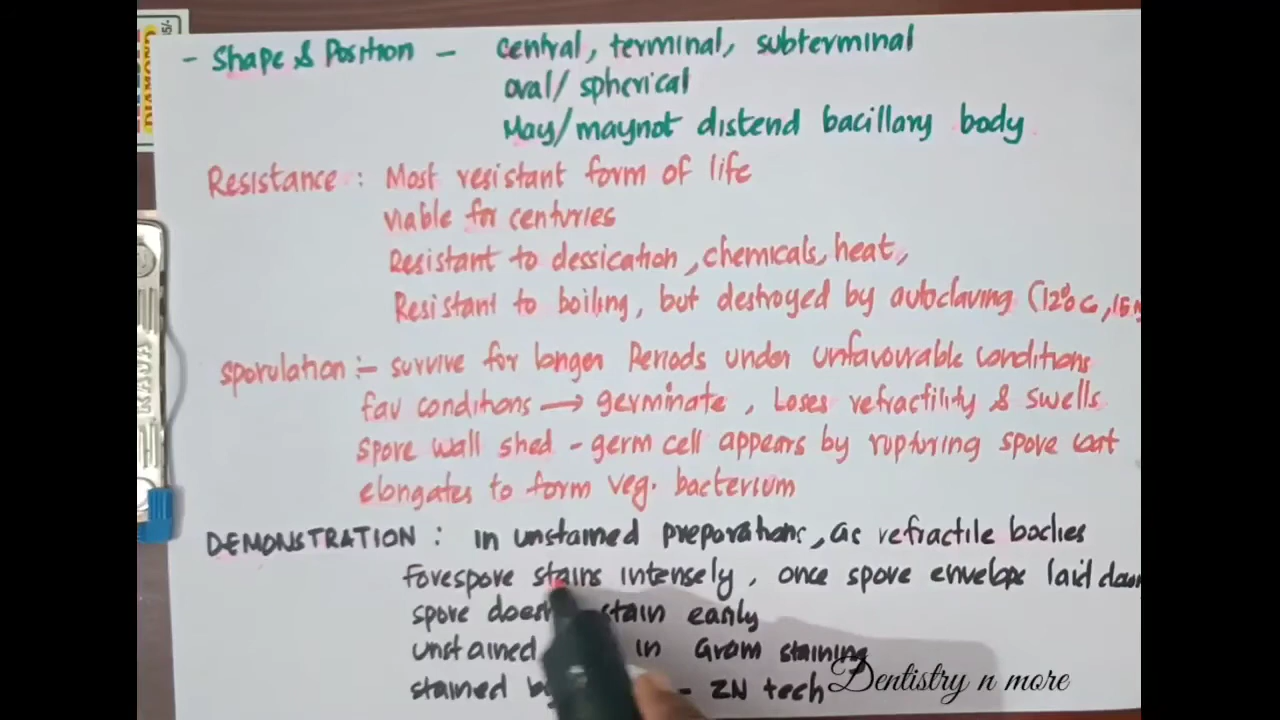 - Shape & Position - central, terminal, subterminal
oval/ spherical
May/maynot distend bacillary body
Resistance : Most resistant form of life
viable for centuries
Resistant to dessication, chemicals, heat,
Resistant to boiling, but destroyed by autoclaving (120°C, 15
sporulation :- survive for longer Periods under unfavourable conditions
fav conditions → germinate, Loses refractility & swells
spore wall shed - germ cell appears by rupturing spore coat
elongates to form veg. bacterium
DEMONSTRATION : in unstained preparations, as refractile bodies
Forespore stains intensely, once spore envelope laid down
spore stain easily
unstained in Gram staining
stained - ZN tech
Dentistry n more
DIAMOND